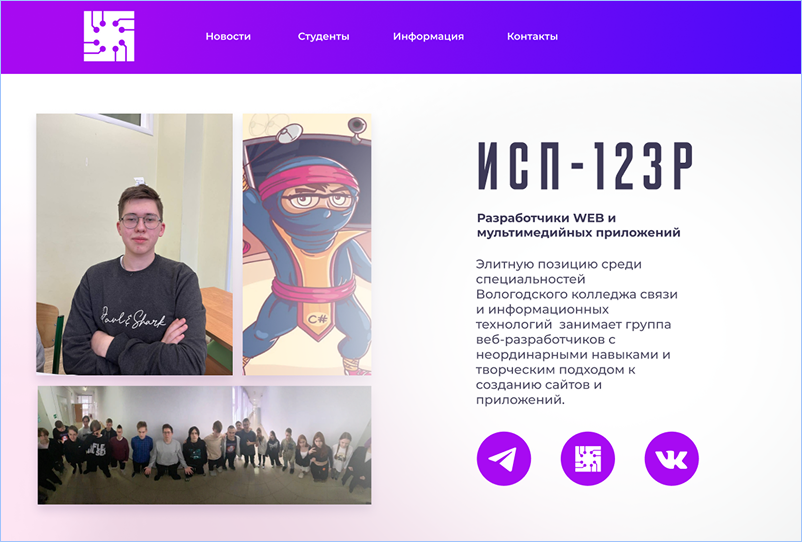 Новости
Студенты
Информация
Контакты
ИСП-123Р
Разработчики WEB и
мультимедийных приложений
Элитную позицию среди
специальностей
Вологодского колледжа связи
и информационных
технологий занимает группа
веб-разработчиков с
неординарными навыками и
творческим подходом к
созданию сайтов и
приложений.
Paul & Shark
C#